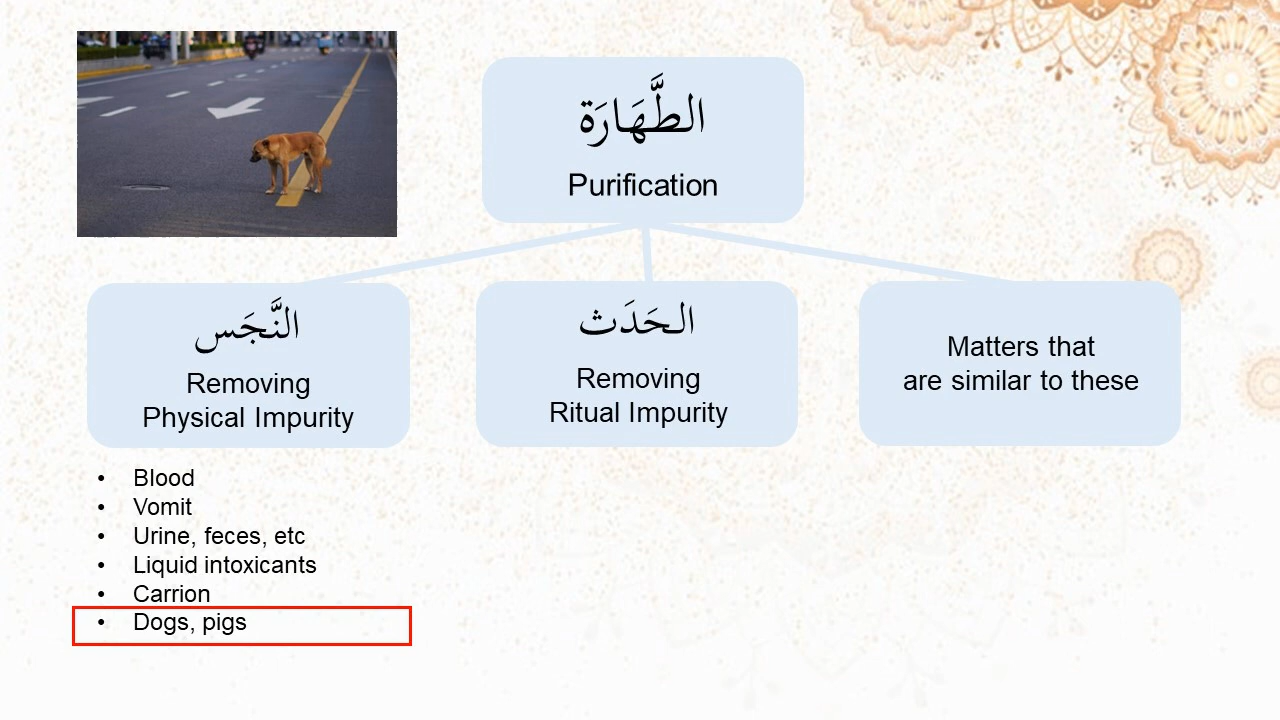 الطَّهَارَة
Purification
النَّجَس
Removing
Physical Impurity
الحَدَث
Removing
Ritual Impurity
Matters that
are similar to these
• Blood
• Vomit
• Urine, feces, etc
• Liquid intoxicants
• Carrion
• Dogs, pigs